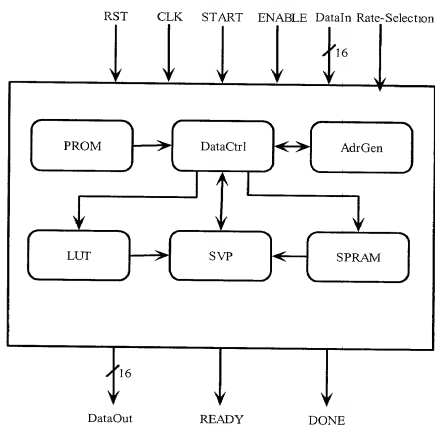 RST CLK START ENABLE DataIn Rate-Selection
16
PROM DataCtrl AdrGen
LUT SVP SPRAM
16
DataOut READY DONE